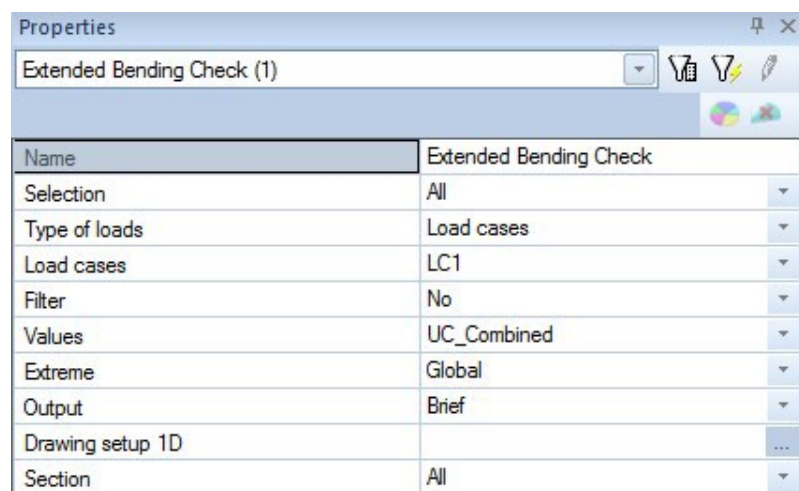 Properties
Extended Bending Check (1)
Name Extended Bending Check
Selection All
Type of loads Load cases
Load cases LC1
Filter No
Values UC_Combined
Extreme Global
Output Brief
Drawing setup 1D ...
Section All